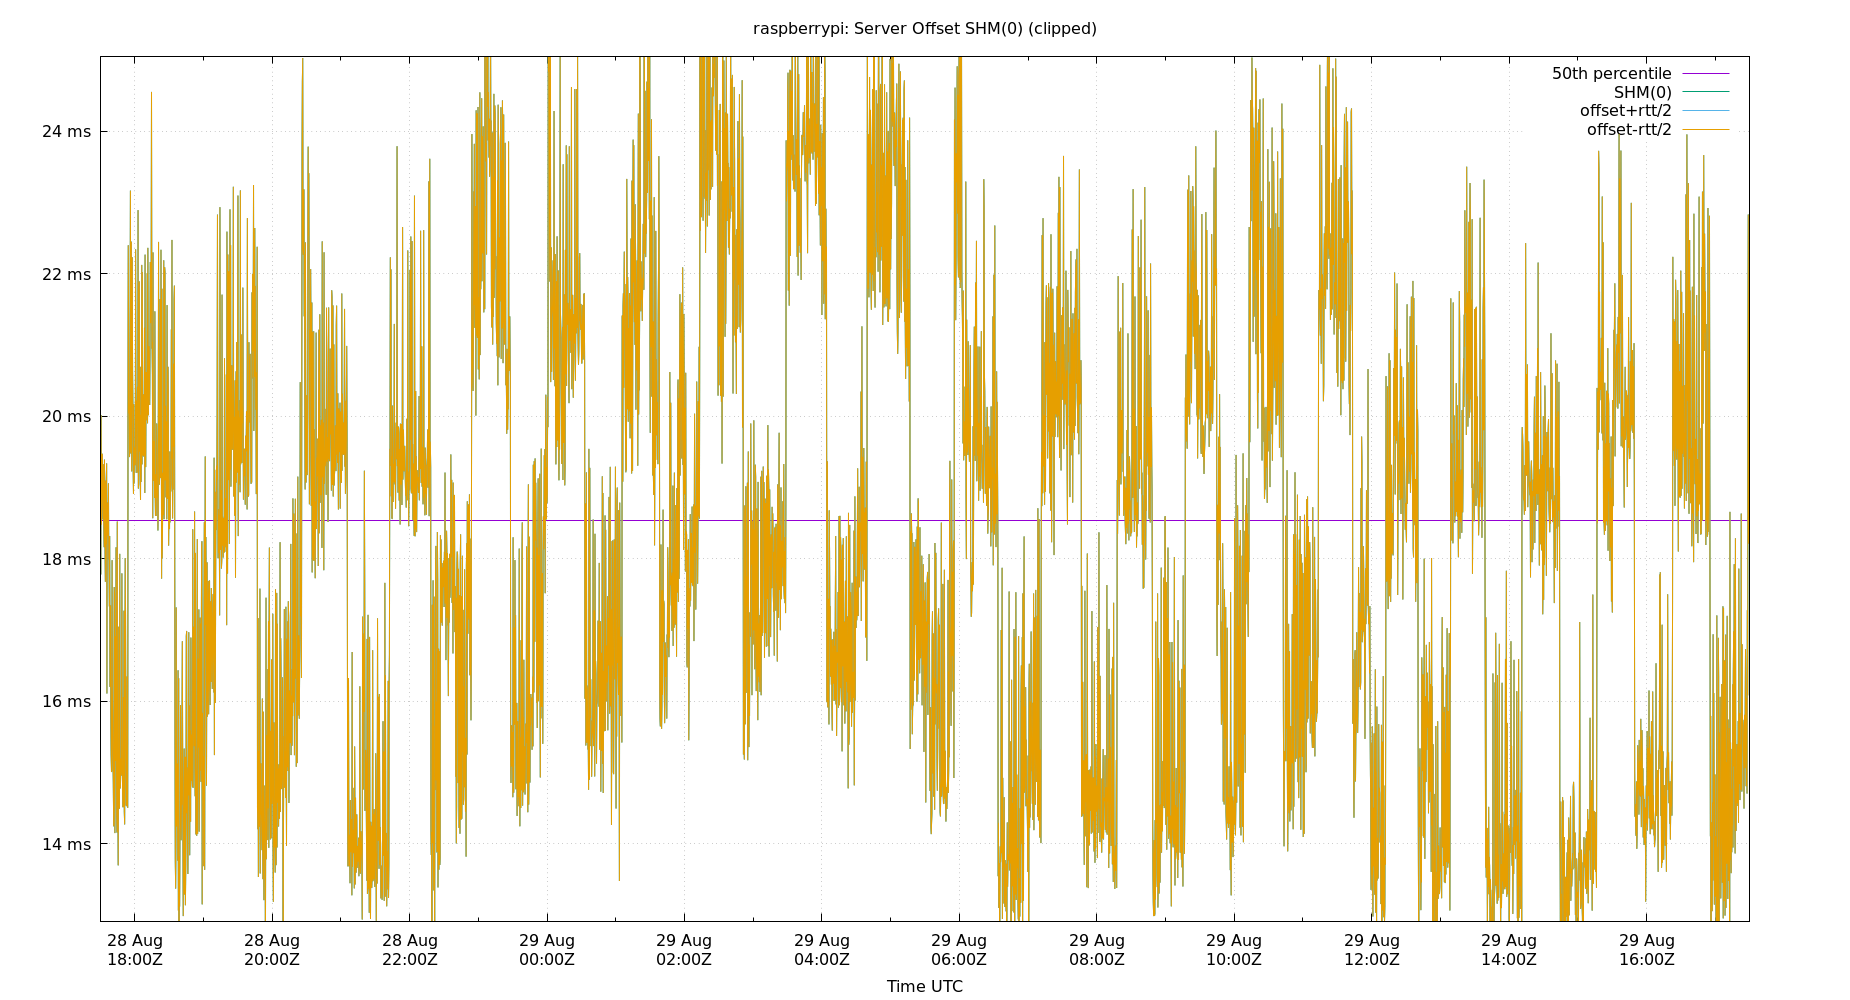 raspberrypi: Server Offset SHM(0) (clipped)
50th percentile
SHM(0)
offset+rtt/2
offset-rtt/2
24 ms
22 ms
20 ms
18 ms
16 ms
14 ms
28 Aug 28 Aug 28 Aug 29 Aug 29 Aug 29 Aug 29 Aug 29 Aug 29 Aug 29 Aug 29 Aug 29 Aug
18:00Z 20:00Z 22:00Z 00:00Z 02:00Z 04:00Z 06:00Z 08:00Z 10:00Z 12:00Z 14:00Z 16:00Z
Time UTC